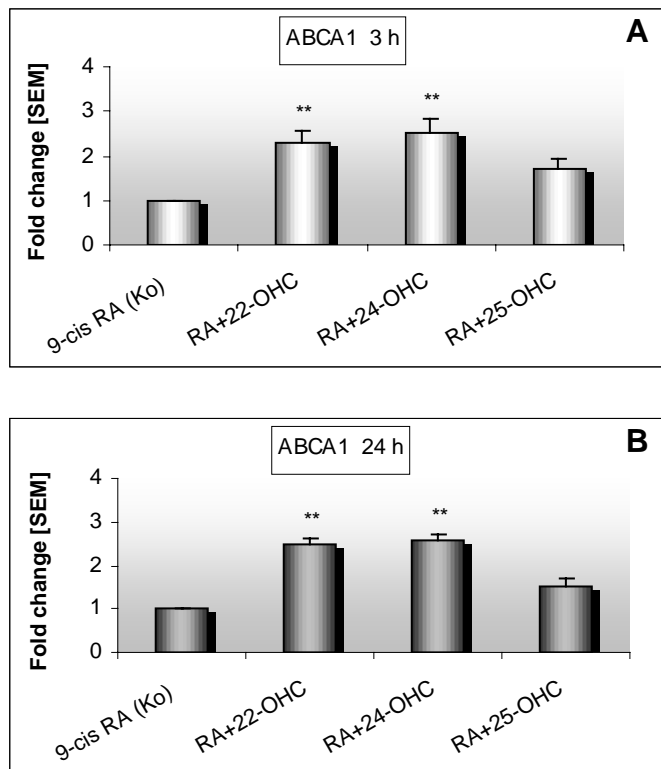 ABCA1 3 h
A
Fold change [SEM]
4
3
2
1
0
**
**
9-cis RA (Ko)
RA+22-OHC
RA+24-OHC
RA+25-OHC
ABCA1 24 h
B
Fold change [SEM]
4
3
2
1
0
**
**
9-cis RA (Ko)
RA+22-OHC
RA+24-OHC
RA+25-OHC